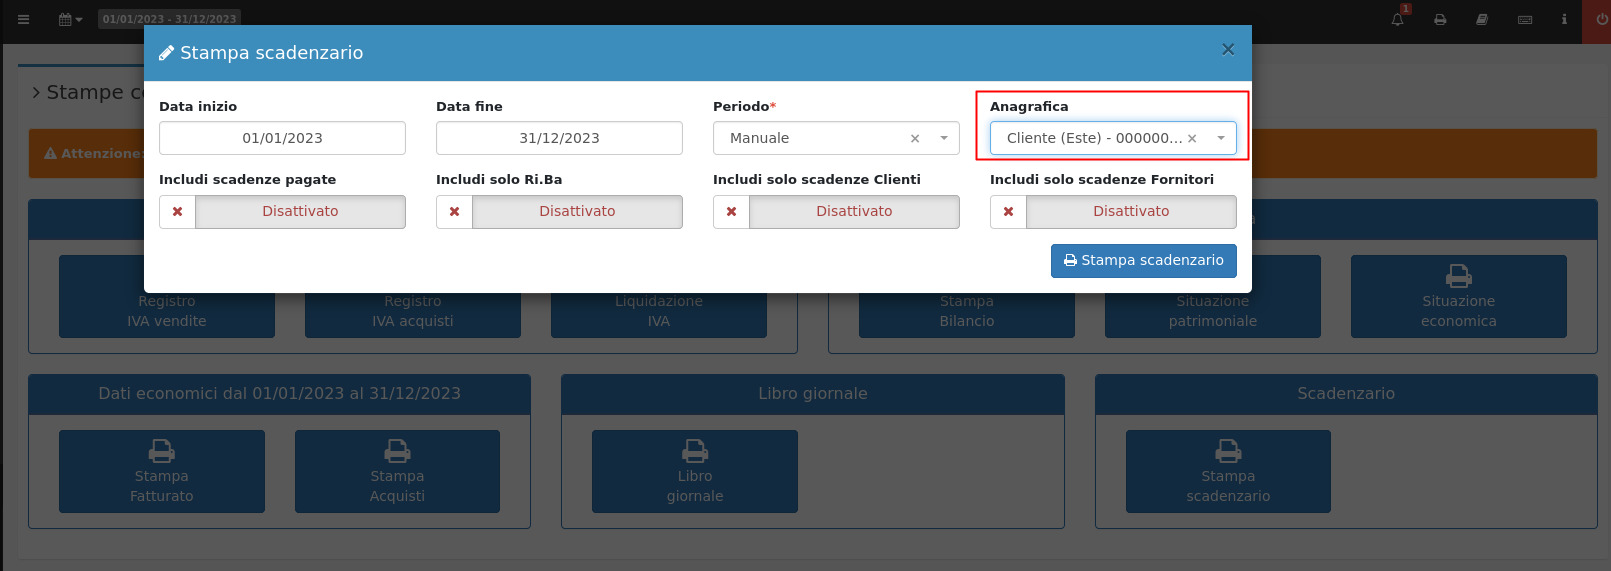 01/01/2023 - 31/12/2023
1
Stampa scadenzario
×
Stampe c
Data inizio
Data fine
Periodo*
Anagrafica
01/01/2023
31/12/2023
Manuale ×
Cliente (Este) - 000000... ×
Attenzione:
Includi scadenze pagate
Includi solo Ri.Ba
Includi solo scadenze Clienti
Includi solo scadenze Fornitori
Disattivato
Disattivato
Disattivato
Disattivato
Stampa scadenzario
Registro
IVA vendite
Registro
IVA acquisti
Liquidazione
IVA
Stampa
Bilancio
Situazione
patrimoniale
Situazione
economica
Dati economici dal 01/01/2023 al 31/12/2023
Libro giornale
Scadenzario
Stampa
Fatturato
Stampa
Acquisti
Libro
giornale
Stampa
scadenzario